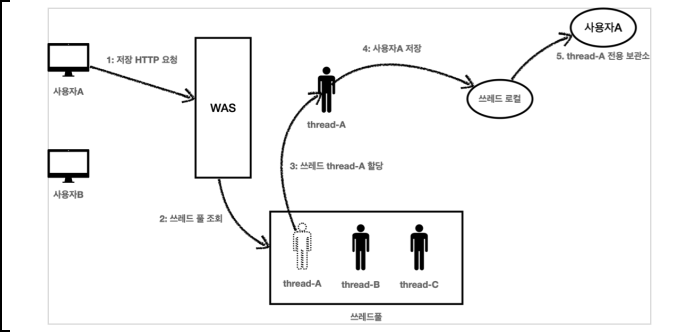 사용자A
4: 사용자A 저장
1: 저장 HTTP 요청
5. thread-A 전용 보관소
사용자A
쓰레드 로컬
WAS
thread-A
3: 쓰레드 thread-A 할당
사용자B
2: 쓰레드 풀 조회
thread-A
thread-B
thread-C
쓰레드풀